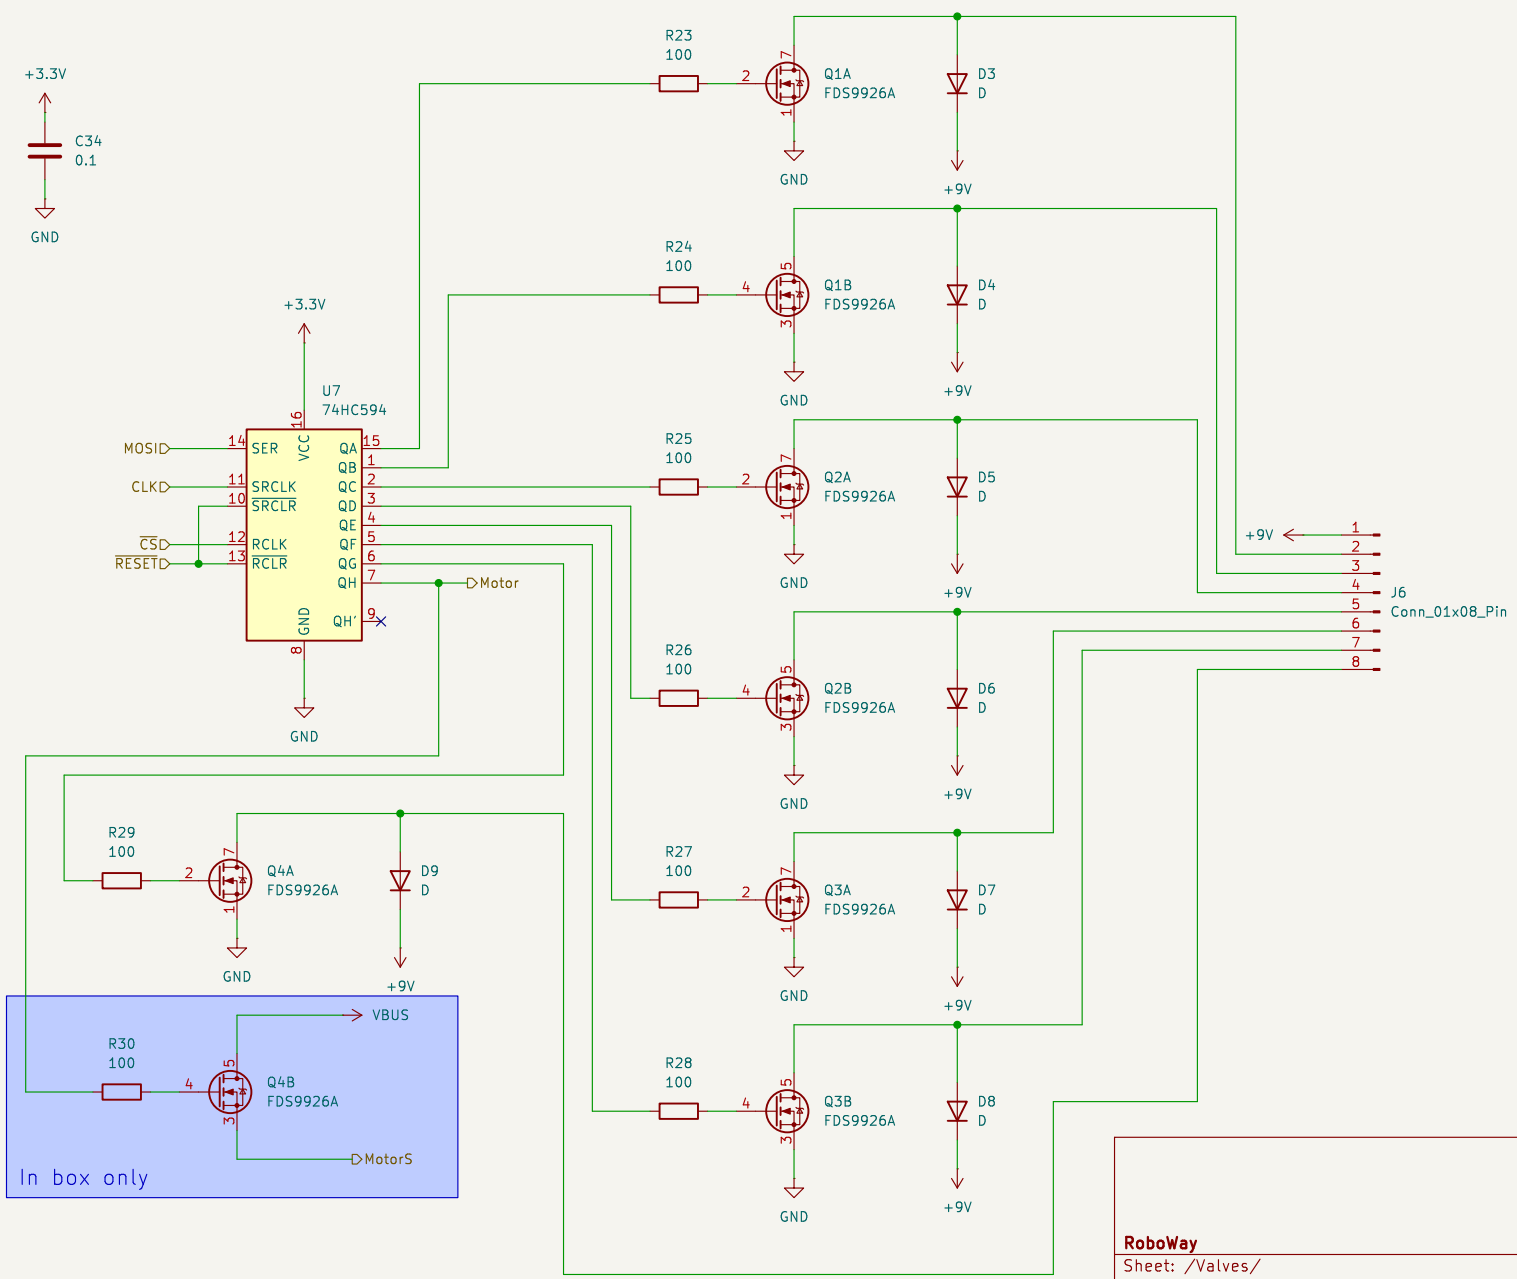 +3.3V
C34
0.1
GND
R23
100
2
7
1
Q1A
FDS9926A
GND
D3
D
+9V
R24
100
4
5
3
Q1B
FDS9926A
GND
D4
D
+9V
+3.3V
U7
74HC594
16
VCC
MOSI
14
SER
CLK
11
SRCLK
10
SRCLR
CS
12
RCLK
RESET
13
RCLR
QA
15
QB
1
QC
2
QD
3
QE
4
QF
5
QG
6
QH
7
Motor
QH'
9
GND
8
GND
R25
100
2
7
1
Q2A
FDS9926A
GND
D5
D
+9V
+9V
1
2
3
4
5
6
7
8
J6
Conn_01x08_Pin
R26
100
4
5
3
Q2B
FDS9926A
GND
D6
D
+9V
R29
100
2
7
1
Q4A
FDS9926A
GND
D9
D
+9V
R27
100
2
7
1
Q3A
FDS9926A
GND
D7
D
+9V
VBUS
R30
100
4
5
3
Q4B
FDS9926A
MotorS
In box only
R28
100
4
5
3
Q3B
FDS9926A
GND
D8
D
+9V
RoboWay
Sheet: /Valves/